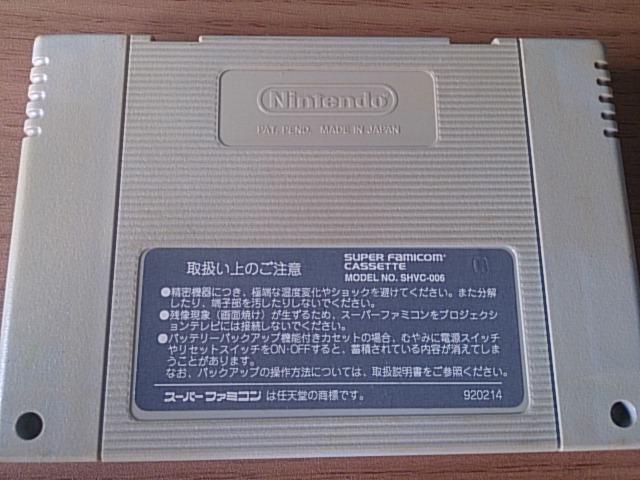 Nintendo
PAT. PEND. MADE IN JAPAN
取扱い上のご注意
SUPER FAMICOM
CASSETTE
MODEL NO. SHVC-006
●精密機器につき、極端な温度変化やショックを避けてください。また分解
したり、端子部を汚したりしないでください。
●残像現象（画面焼け）が生ずるため、スーパーファミコンをプロジェクシ
ョンテレビには接続しないでください。
●バッテリーバックアップ機能付きカセットの場合、むやみに電源スイッチ
やリセットスイッチをON・OFFすると、蓄積されている内容が消えてしま
うことがあります。
なお、バックアップの操作方法については、取扱説明書をご参照ください。
スーパーファミコン は任天堂の商標です。
920214